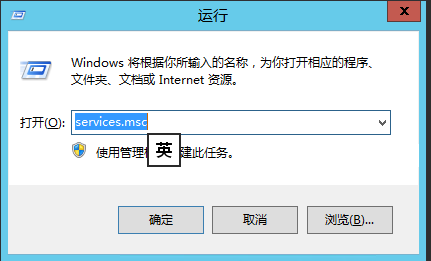 运行
Windows 将根据你所输入的名称，为你打开相应的程序、
文件夹、文档或 Internet 资源。
打开(O): services.msc
使用管理 英 建此任务。
确定 取消 浏览(B)...